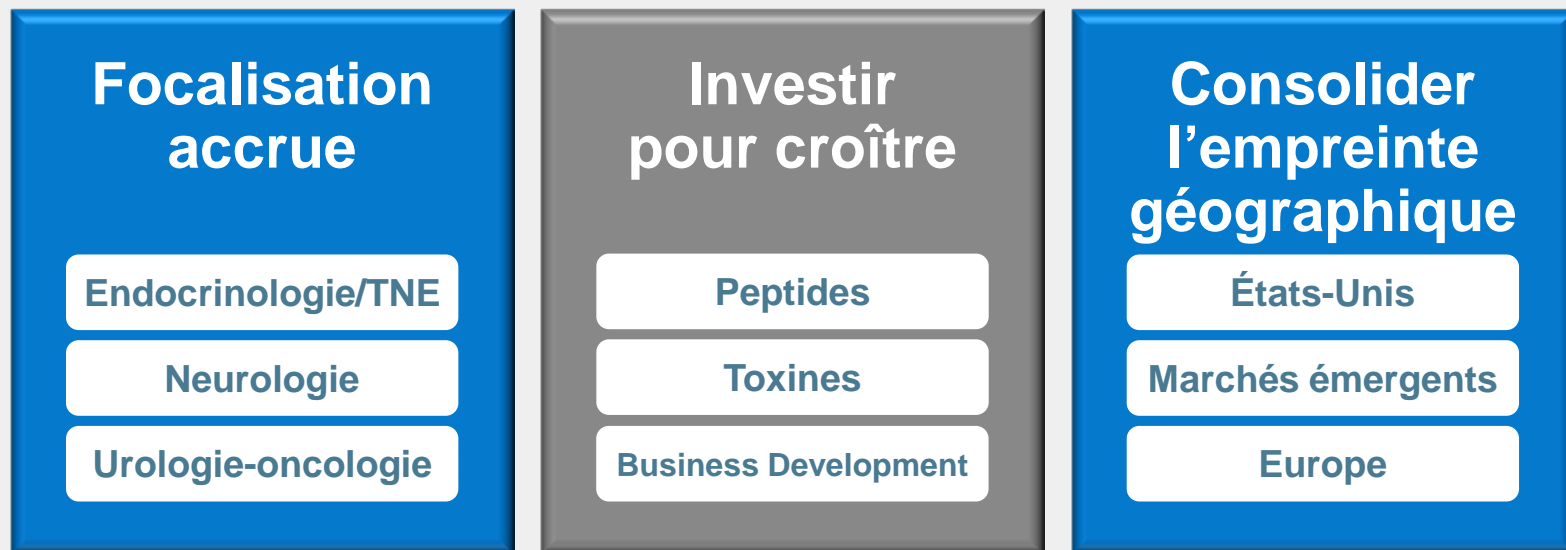 Focalisation
accrue
Endocrinologie/TNE
Neurologie
Urologie-oncologie
Investir
pour croître
Peptides
Toxines
Business Development
Consolider
l’empreinte
géographique
États-Unis
Marchés émergents
Europe